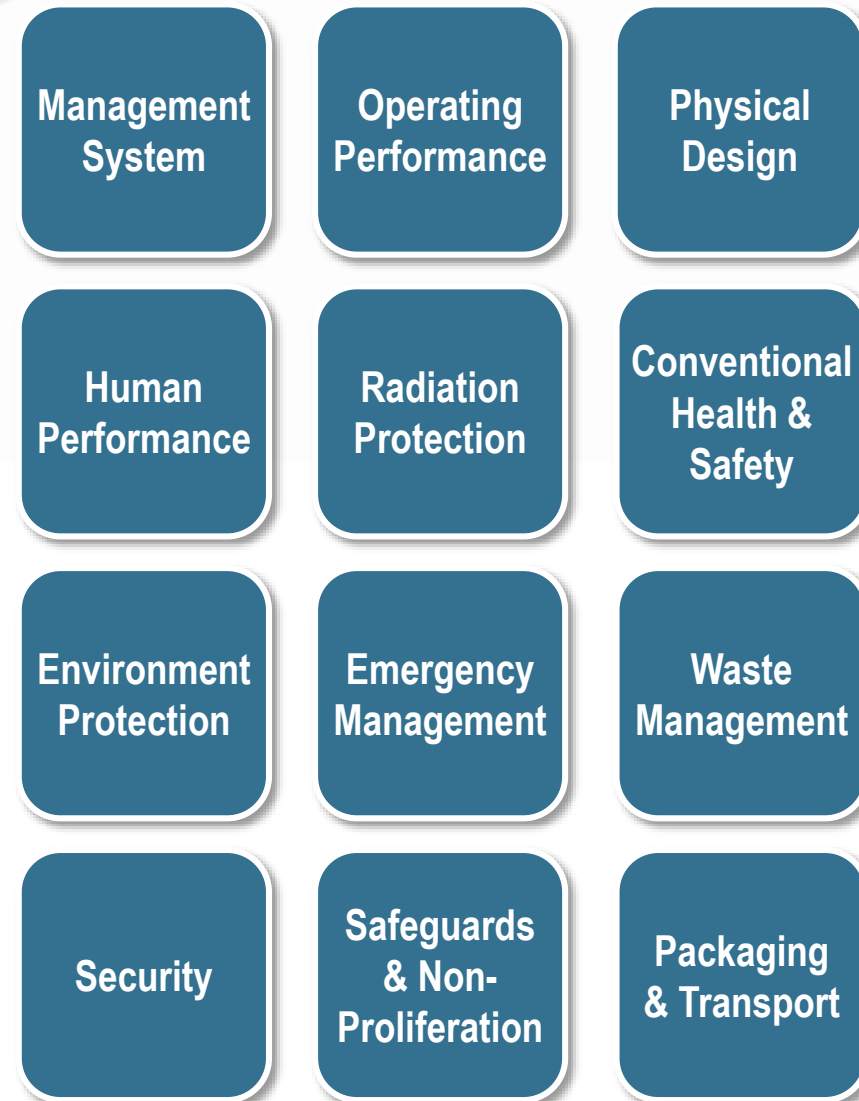 Management
System
Operating
Performance
Physical
Design
Human
Performance
Radiation
Protection
Conventional
Health &
Safety
Environment
Protection
Emergency
Management
Waste
Management
Security
Safeguards
& Non-
Proliferation
Packaging
& Transport